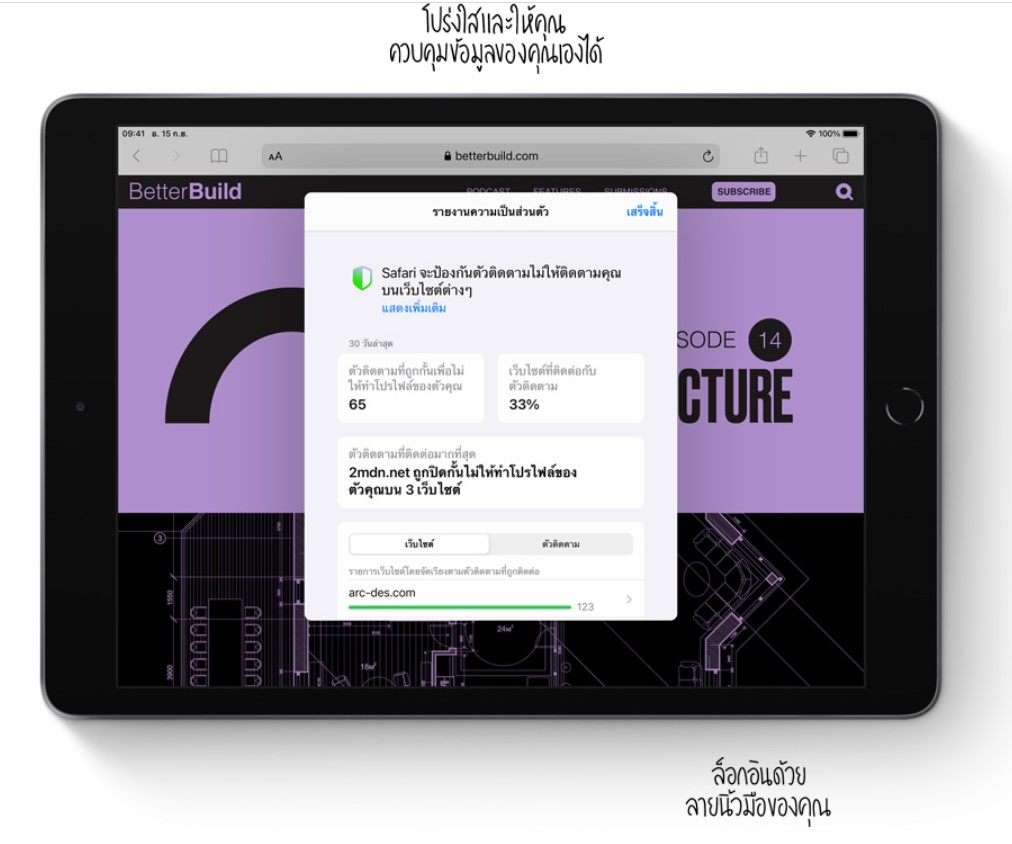 โปร่งใสและให้คุณ
ควบคุมข้อมูลของคุณเองได้
09:41 อ. 15 ก.ย.
100%
AA
betterbuild.com
BetterBuild
PODCAST FEATURES SUBMISSIONS
SUBSCRIBE
รายงานความเป็นส่วนตัว
เสร็จสิ้น
Safari จะป้องกันตัวติดตามไม่ให้ติดตามคุณ
บนเว็บไซต์ต่างๆ
แสดงเพิ่มเติม
30 วันล่าสุด
ตัวติดตามที่ถูกกั้นเพื่อไม่
ให้ทำโปรไฟล์ของตัวคุณ
65
เว็บไซต์ที่ติดต่อกับ
ตัวติดตาม
33%
SODE 14
CTURE
ตัวติดตามที่ติดต่อมากที่สุด
2mdn.net ถูกปิดกั้นไม่ให้ทำโปรไฟล์ของ
ตัวคุณบน 3 เว็บไซต์
เว็บไซต์
ตัวติดตาม
รายการเว็บไซต์โดยจัดเรียงตามตัวติดตามที่ถูกติดต่อ
arc-des.com
123
3
1550
3900
18м²
24м²
ล็อกอินด้วย
ลายนิ้วมือของคุณ